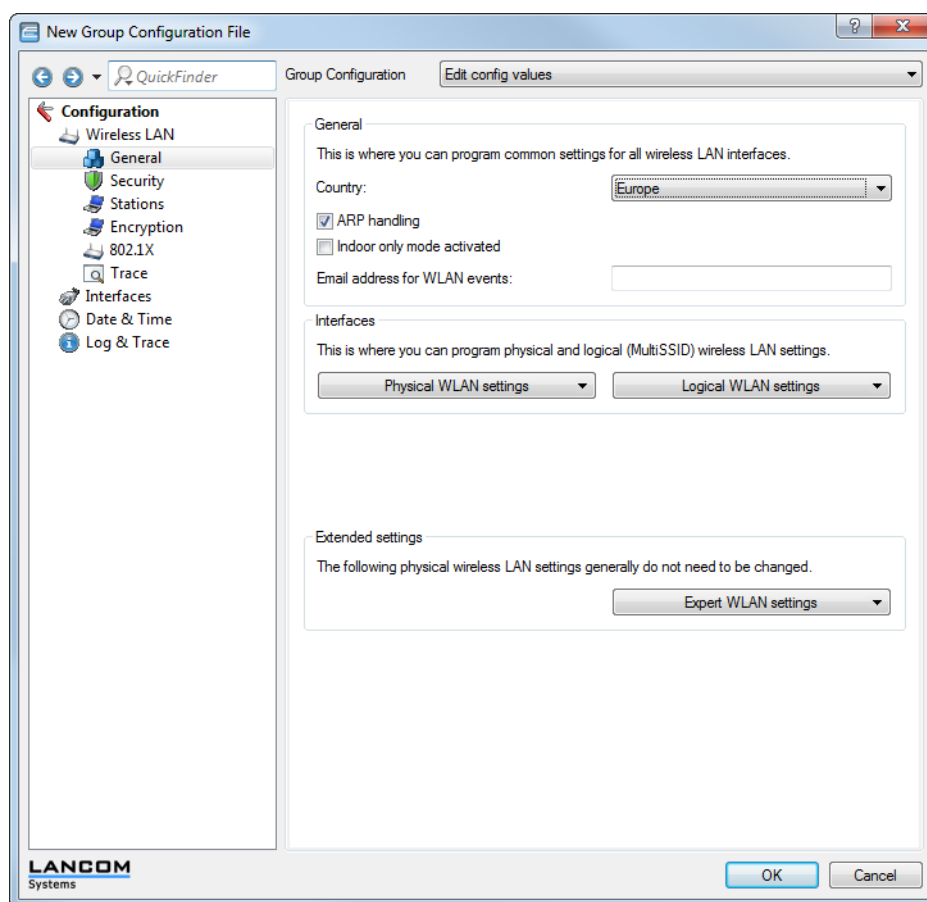 New Group Configuration File
QuickFinder
Group Configuration
Edit config values
Configuration
Wireless LAN
General
Security
Stations
Encryption
802.1X
Trace
Interfaces
Date & Time
Log & Trace
General
This is where you can program common settings for all wireless LAN interfaces.
Country:
Europe
ARP handling
Indoor only mode activated
Email address for WLAN events:
Interfaces
This is where you can program physical and logical (MultiSSID) wireless LAN settings.
Physical WLAN settings
Logical WLAN settings
Extended settings
The following physical wireless LAN settings generally do not need to be changed.
Expert WLAN settings
LANCOM
Systems
OK
Cancel